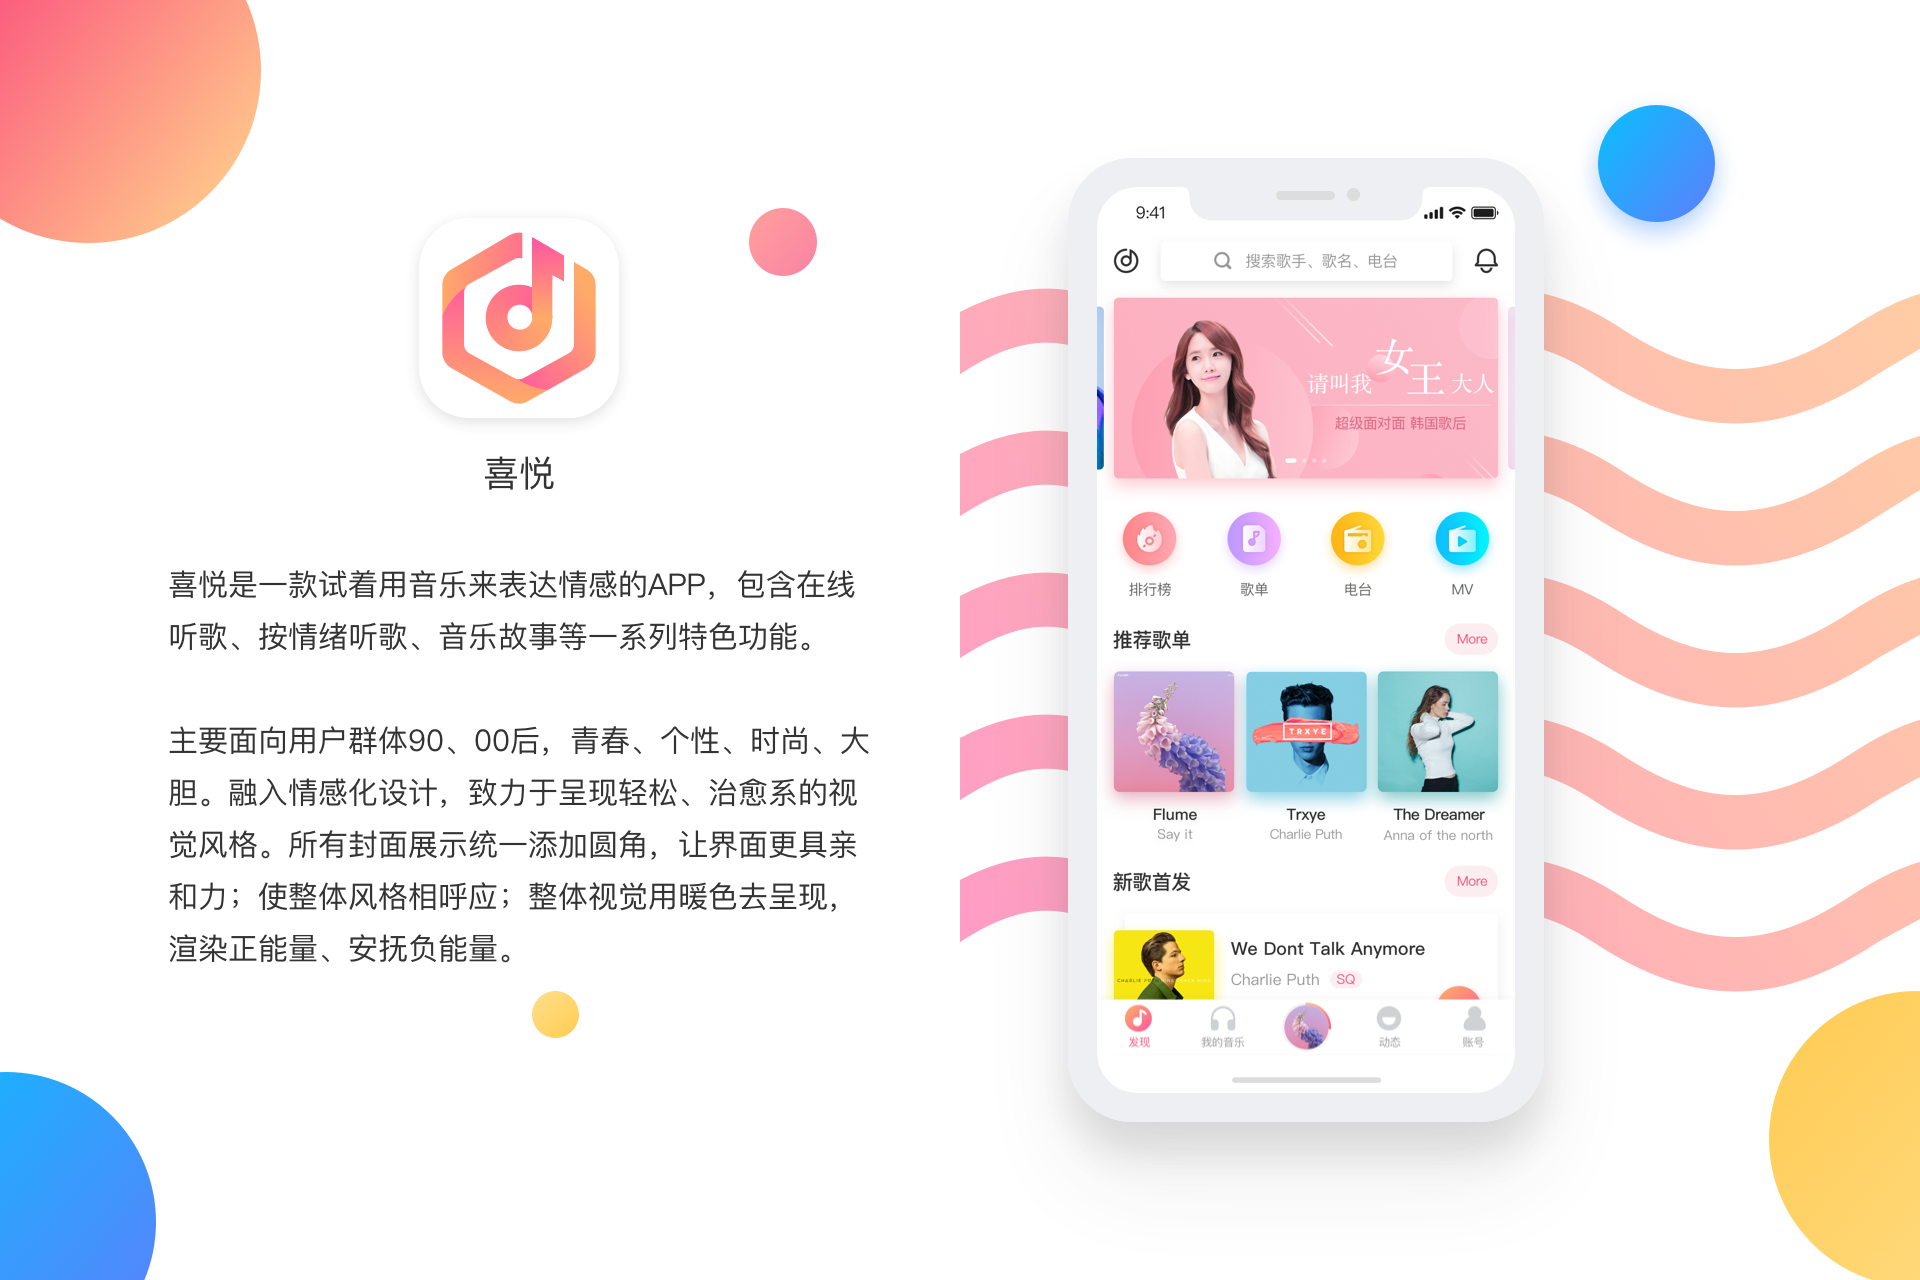 喜悦
喜悦是一款试着用音乐来表达情感的APP，包含在线
听歌、按情绪听歌、音乐故事等一系列特色功能。
主要面向用户群体90、00后，青春、个性、时尚、大
胆。融入情感化设计，致力于呈现轻松、治愈系的视
觉风格。所有封面展示统一添加圆角，让界面更具亲
和力；使整体风格相呼应；整体视觉用暖色去呈现，
渲染正能量、安抚负能量。
9:41
搜索歌手、歌名、电台
请叫我女王大人
超级面对面 韩国歌后
排行榜 歌单 电台 MV
推荐歌单 More
TRXYE
Flume Trxye The Dreamer
Say it Charlie Puth Anna of the north
新歌首发 More
We Dont Talk Anymore
Charlie Puth SQ
CHARLIE PUTH
发现 我的音乐 动态 账号